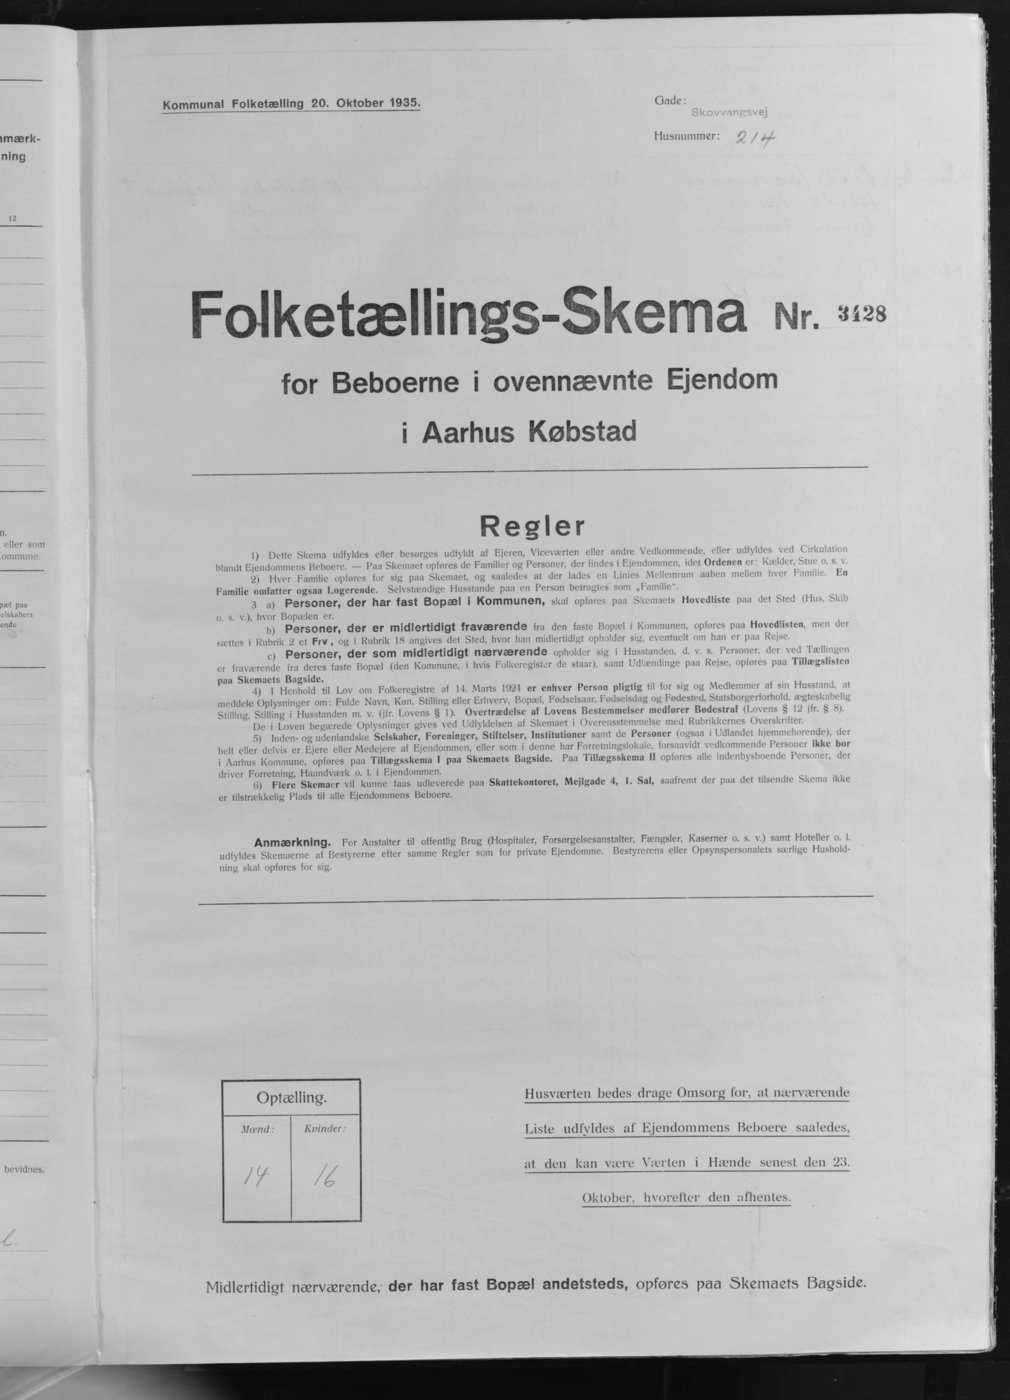 mærk-
ning
12
n.
eller som
ommune.
pæl paa
elskabers
ende
bevidnes.
Kommunal Folketælling 20. Oktober 1935.
Gade:
Skovvangsvej
Husnummer: 214
Folketællings-Skema Nr. 3428
for Beboerne i ovennævnte Ejendom
i Aarhus Købstad
Regler
1) Dette Skema udfyldes eller besørges udfyldt af Ejeren, Viceværten eller andre Vedkommende, eller udfyldes ved Cirkulation
blandt Ejendommens Beboere. — Paa Skemaet opføres de Familier og Personer, der findes i Ejendommen, idet Ordenen er: Kælder, Stue o. s. v.
2) Hver Familie opføres for sig paa Skemaet, og saaledes at der lades en Linies Mellemrum aaben mellem hver Familie. En
Familie omfatter ogsaa Logerende. Selvstændige Husstande paa en Person betragtes som „Familie“.
3 a) Personer, der har fast Bopæl i Kommunen, skal opføres paa Skemaets Hovedliste paa det Sted (Hus, Skib
o. s. v.), hvor Bopælen er.
b) Personer, der er midlertidigt fraværende fra den faste Bopæl i Kommunen, opføres paa Hovedlisten, men der
sættes i Rubrik 2 et Frv, og i Rubrik 18 angives det Sted, hvor han midlertidigt opholder sig, eventuelt om han er paa Rejse.
c) Personer, der som midlertidigt nærværende opholder sig i Husstanden, d. v. s. Personer, der ved Tællingen
er fraværende fra deres faste Bopæl (den Kommune, i hvis Folkeregister de staar), samt Udlændinge paa Rejse, opføres paa Tillægslisten
paa Skemaets Bagside.
4) I Henhold til Lov om Folkeregistre af 14. Marts 1924 er enhver Person pligtig til for sig og Medlemmer af sin Husstand, at
meddele Oplysninger om: Fulde Navn, Køn, Stilling eller Erhverv, Bopæl, Fødselsaar, Fødselsdag og Fødested, Statsborgerforhold, ægteskabelig
Stilling, Stilling i Husstanden m. v. (jfr. Lovens § 1). Overtrædelse af Lovens Bestemmelser medfører Bødestraf (Lovens § 12 jfr. § 8).
De i Loven begærede Oplysninger gives ved Udfyldelsen af Skemaet i Overensstemmelse med Rubrikkernes Overskrifter.
5) Inden- og udenlandske Selskaber, Foreninger, Stiftelser, Institutioner samt de Personer (ogsaa i Udlandet hjemmehørende), der
helt eller delvis er Ejere eller Medejere af Ejendommen, eller som i denne har Forretningslokale, forsaavidt vedkommende Personer ikke bor
i Aarhus Kommune, opføres paa Tillægsskema I paa Skemaets Bagside. Paa Tillægsskema II opføres alle indenbysboende Personer, der
driver Forretning, Haandværk o. l. i Ejendommen.
6) Flere Skemaer vil kunne faas udleverede paa Skattekontoret, Mejlgade 4, 1. Sal, saafremt der paa det tilsendte Skema ikke
er tilstrækkelig Plads til alle Ejendommens Beboere.
Anmærkning. For Anstalter til offentlig Brug (Hospitaler, Forsørgelsesanstalter, Fængsler, Kaserner o. s. v.) samt Hoteller o. l.
udfyldes Skemaerne af Bestyrerne efter samme Regler som for private Ejendomme. Bestyrerens eller Opsynspersonalets særlige Hushold-
ning skal opføres for sig.
Optælling.
Mænd: Kvinder:
14 16
Husværten bedes drage Omsorg for, at nærværende
Liste udfyldes af Ejendommens Beboere saaledes,
at den kan være Værten i Hænde senest den 23.
Oktober, hvorefter den afhentes.
Midlertidigt nærværende, der har fast Bopæl andetsteds, opføres paa Skemaets Bagside.